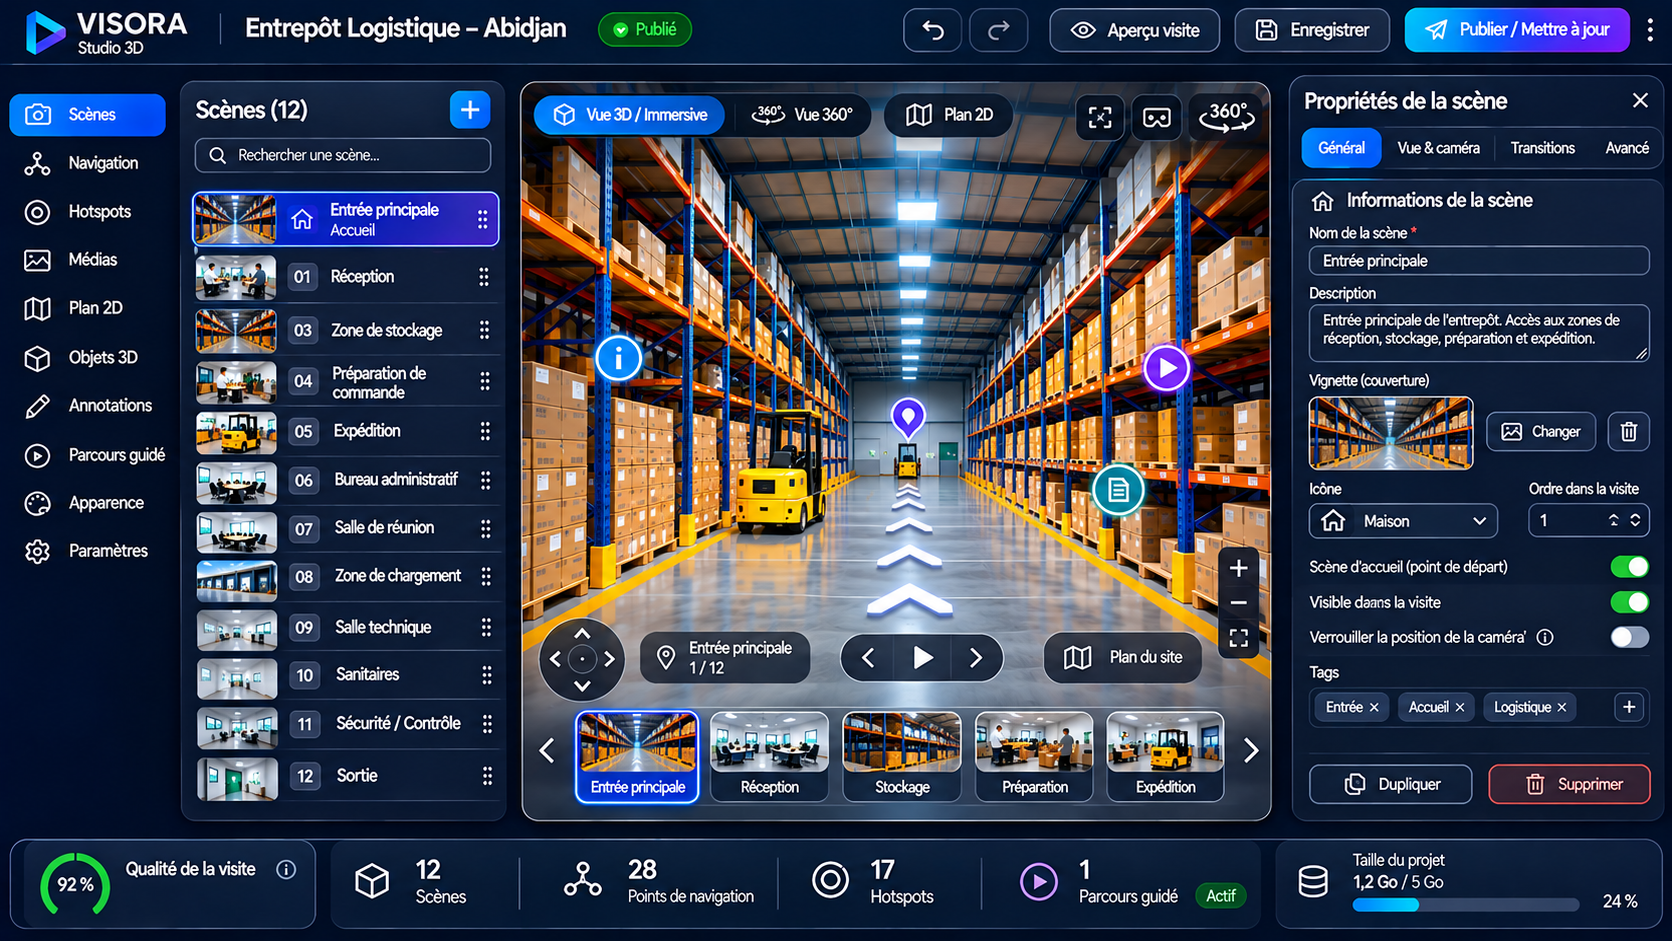 VISORA
Studio 3D
Entrepôt Logistique – Abidjan
Publié
Aperçu visite
Enregistrer
Publier / Mettre à jour
Scènes
Navigation
Hotspots
Médias
Plan 2D
Objets 3D
Annotations
Parcours guidé
Apparence
Paramètres
Scènes (12)
Rechercher une scène...
Entrée principale
Accueil
01 Réception
03 Zone de stockage
04 Préparation de
commande
05 Expédition
06 Bureau administratif
07 Salle de réunion
08 Zone de chargement
09 Salle technique
10 Sanitaires
11 Sécurité / Contrôle
12 Sortie
Vue 3D / Immersive
360° Vue 360°
Plan 2D
360°
Entrée principale
1 / 12
Plan du site
Entrée principale
Réception
Stockage
Préparation
Expédition
Propriétés de la scène
Général
Vue & caméra
Transitions
Avancé
Informations de la scène
Nom de la scène *
Entrée principale
Description
Entrée principale de l'entrepôt. Accès aux zones de
réception, stockage, préparation et expédition.
Vignette (couverture)
Changer
Icône
Ordre dans la visite
Maison
1
Scène d'accueil (point de départ)
Visible dans la visite
Verrouiller la position de la caméra'
Tags
Entrée ×
Accueil ×
Logistique ×
Dupliquer
Supprimer
92 %
Qualité de la visite
12
Scènes
28
Points de navigation
17
Hotspots
1
Parcours guidé
Actif
Taille du projet
1,2 Go / 5 Go
24 %